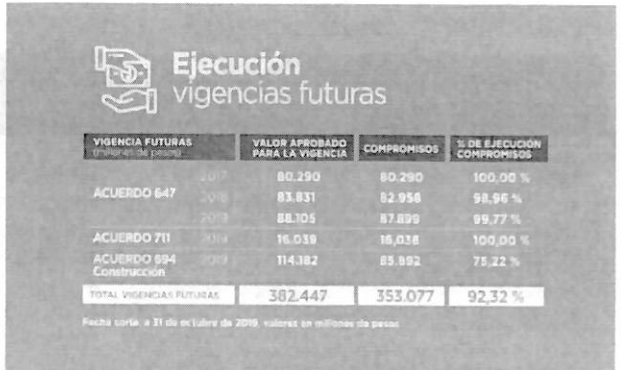 Ejecución
vigencias futuras
VIGENCIA FUTURAS VALOR APROBADO COMPROMISOS % DE EJECUCIÓN
(millones de pesos) PARA LA VIGENCIA COMPROMISOS
2017 80.290 80.290 100,00 %
ACUERDO 647 2018 83.831 82.958 98,96 %
2019 88.105 87.899 99,77 %
ACUERDO 711 2019 16.039 16,038 100,00 %
ACUERDO 694 2019 114.182 85.892 75,22 %
Construcción
TOTAL VIGENCIAS FUTURAS 382.447 353.077 92,32 %
Fecha corte, a 31 de octubre de 2019, valores en millones de pesos